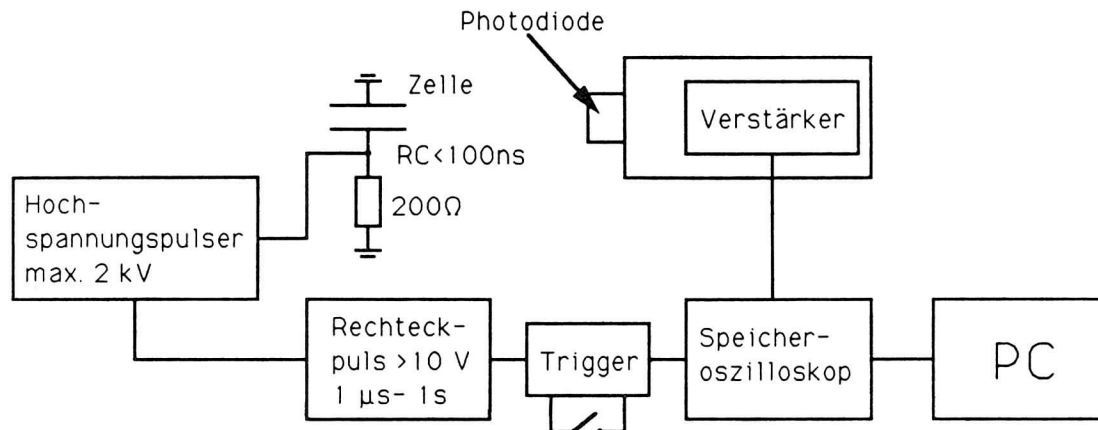 Photodiode
Zelle
Verstärker
RC<100ns
200Ω
Hoch-
spannungspulser
max. 2 kV
Rechteck-
puls >10 V
1 µs- 1s
Trigger
Speicher-
oszilloskop
PC